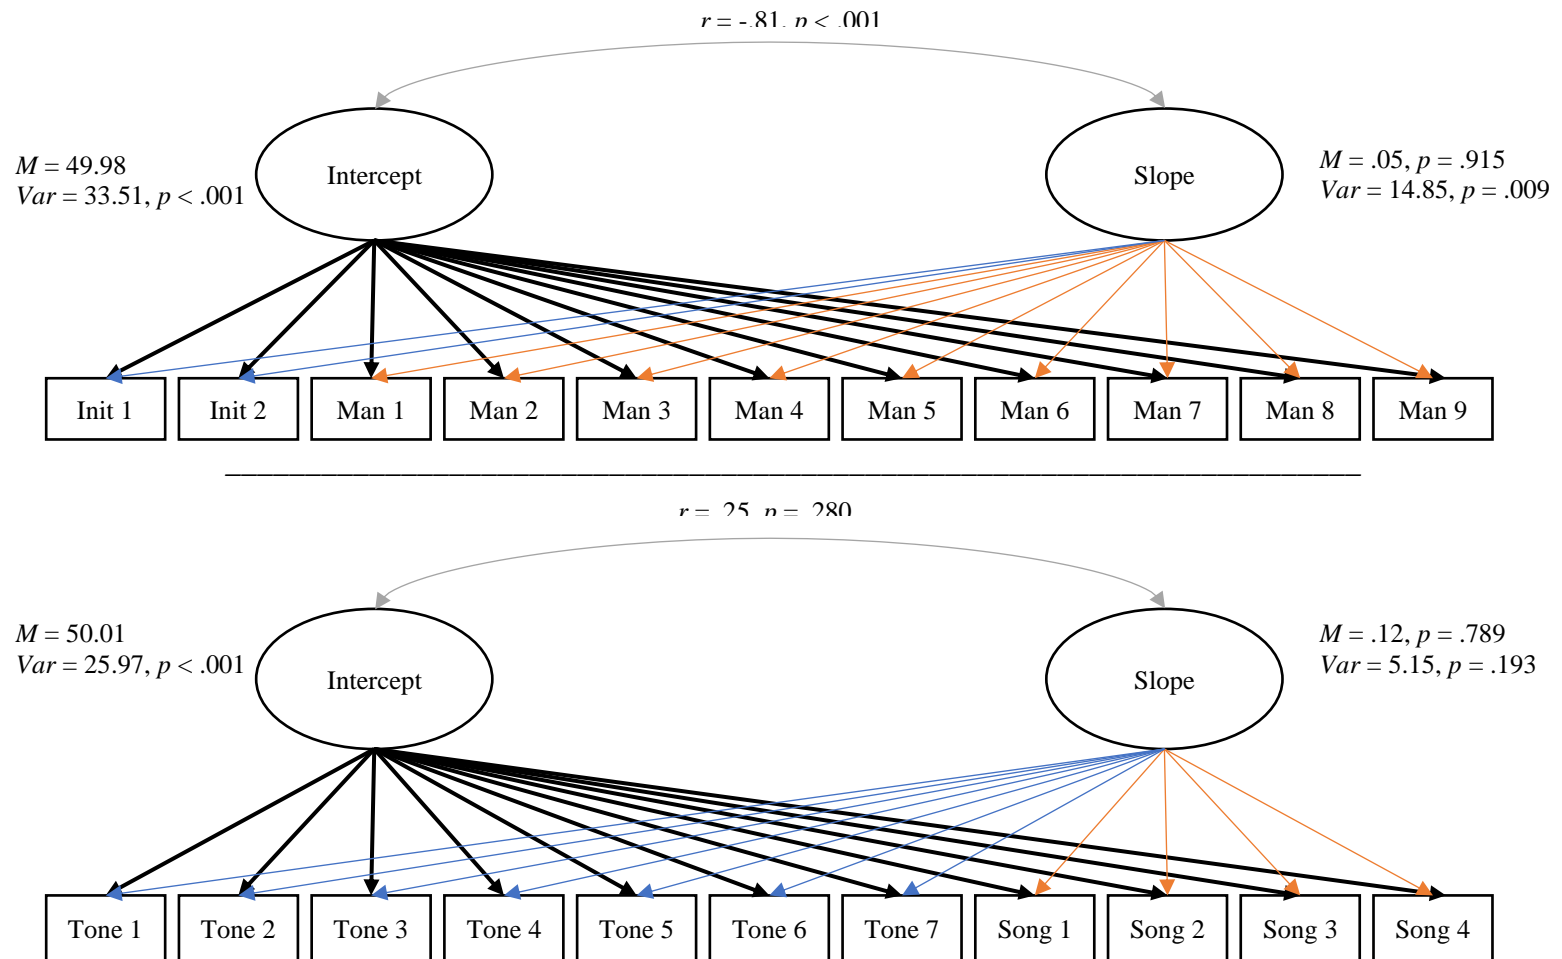 r = -.81, p < .001
M = 49.98
Var = 33.51, p < .001
Intercept
Slope
M = .05, p = .915
Var = 14.85, p = .009
Init 1 Init 2 Man 1 Man 2 Man 3 Man 4 Man 5 Man 6 Man 7 Man 8 Man 9
r = .25, p = .280
M = 50.01
Var = 25.97, p < .001
Intercept
Slope
M = .12, p = .789
Var = 5.15, p = .193
Tone 1 Tone 2 Tone 3 Tone 4 Tone 5 Tone 6 Tone 7 Song 1 Song 2 Song 3 Song 4